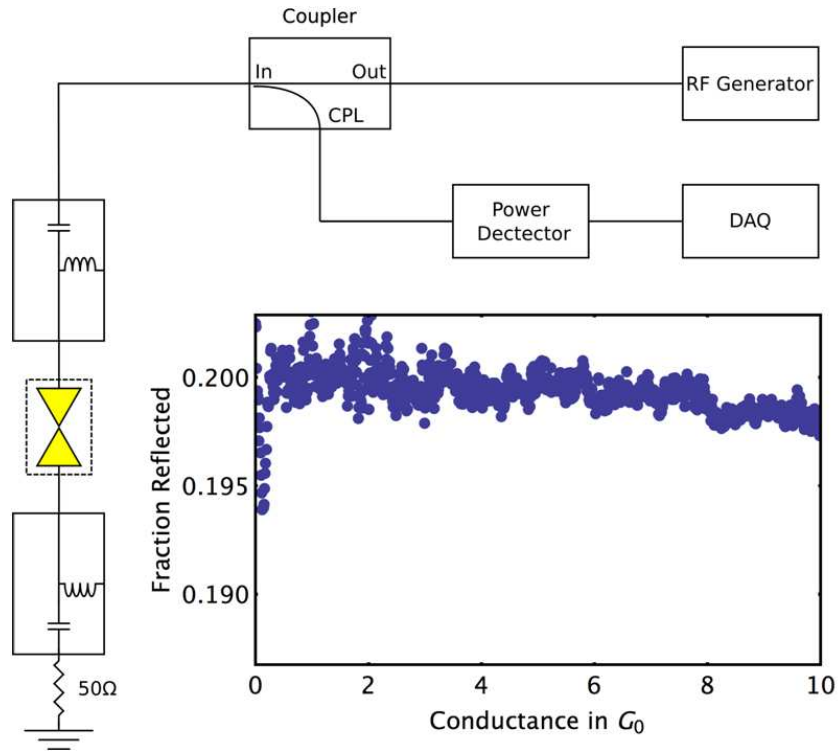 Coupler
In
Out
CPL
RF Generator
Power
Dectector
DAQ
50Ω
Fraction Reflected
0.200
0.195
0.190
0
2
4
6
8
10
Conductance in G₀